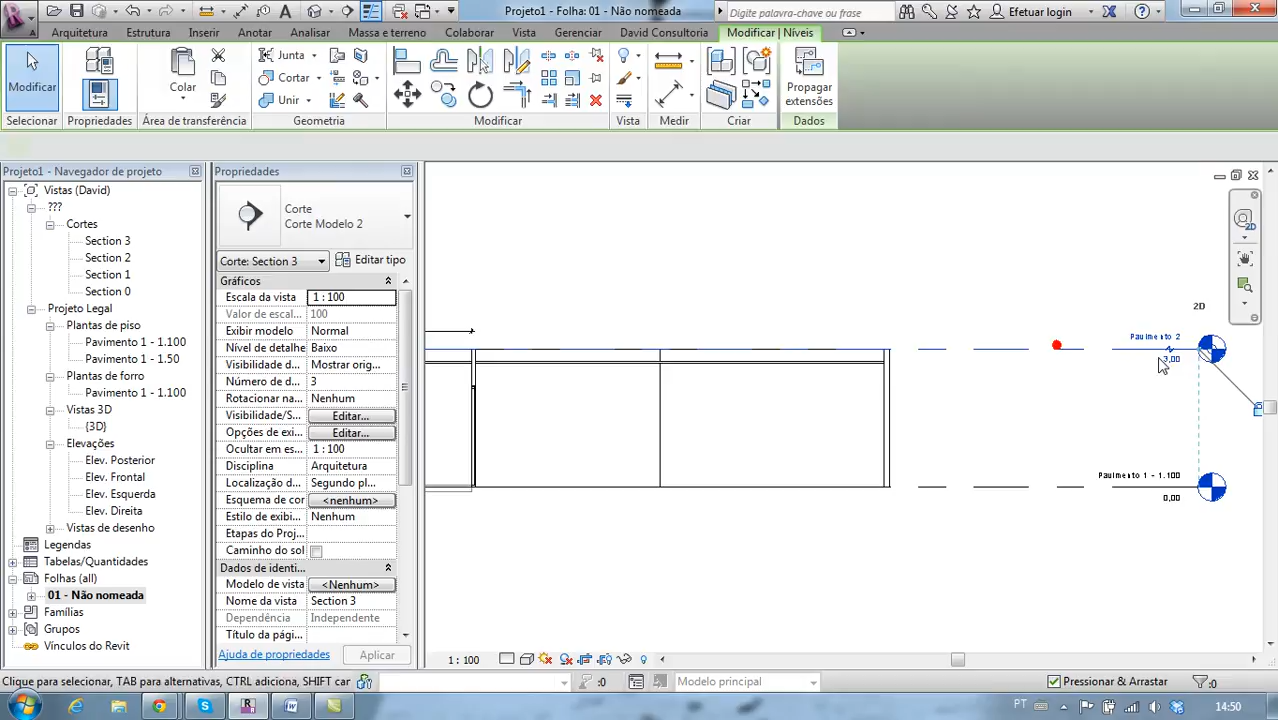 Projeto1 - Folha: 01 - Não nomeada
Digite palavra-chave ou frase
Efetuar login
Arquitetura
Estrutura
Inserir
Anotar
Analisar
Massa e terreno
Colaborar
Vista
Gerenciar
David Consultoria
Modificar | Níveis
Modificar
Colar
Junta
Cortar
Unir
Propagar
extensões
Selecionar
Propriedades
Área de transferência
Geometria
Modificar
Vista
Medir
Criar
Dados
Projeto1 - Navegador de projeto
Vistas (David)
???
Cortes
Section 3
Section 2
Section 1
Section 0
Projeto Legal
Plantas de piso
Pavimento 1 - 1.100
Pavimento 1 - 1.50
Plantas de forro
Pavimento 1 - 1.100
Vistas 3D
{3D}
Elevações
Elev. Posterior
Elev. Frontal
Elev. Esquerda
Elev. Direita
Vistas de desenho
Legendas
Tabelas/Quantidades
Folhas (all)
01 - Não nomeada
Famílias
Grupos
Vínculos do Revit
Propriedades
Corte
Corte Modelo 2
Corte: Section 3
Editar tipo
Gráficos
Escala da vista 1 : 100
Valor de escal... 100
Exibir modelo Normal
Nível de detalhe Baixo
Visibilidade d... Mostrar orig...
Número de d... 3
Rotacionar na... Nenhum
Visibilidade/S... Editar...
Opções de exi... Editar...
Ocultar em es... 1 : 100
Disciplina Arquitetura
Localização d... Segundo pl...
Esquema de cor <nenhum>
Estilo de exibi... Nenhum
Etapas do Proj...
Caminho do sol
Dados de identi...
Modelo de vista <Nenhum>
Nome da vista Section 3
Dependência Independente
Título da pági...
Ajuda de propriedades
Aplicar
2D
Pavimento 2
3,00
Pavimento 1 - 1.100
0,00
2D
1 : 100
Clique para selecionar, TAB para alternativas, CTRL adiciona, SHIFT car
:0
Modelo principal
Pressionar & Arrastar
:0
PT
14:50